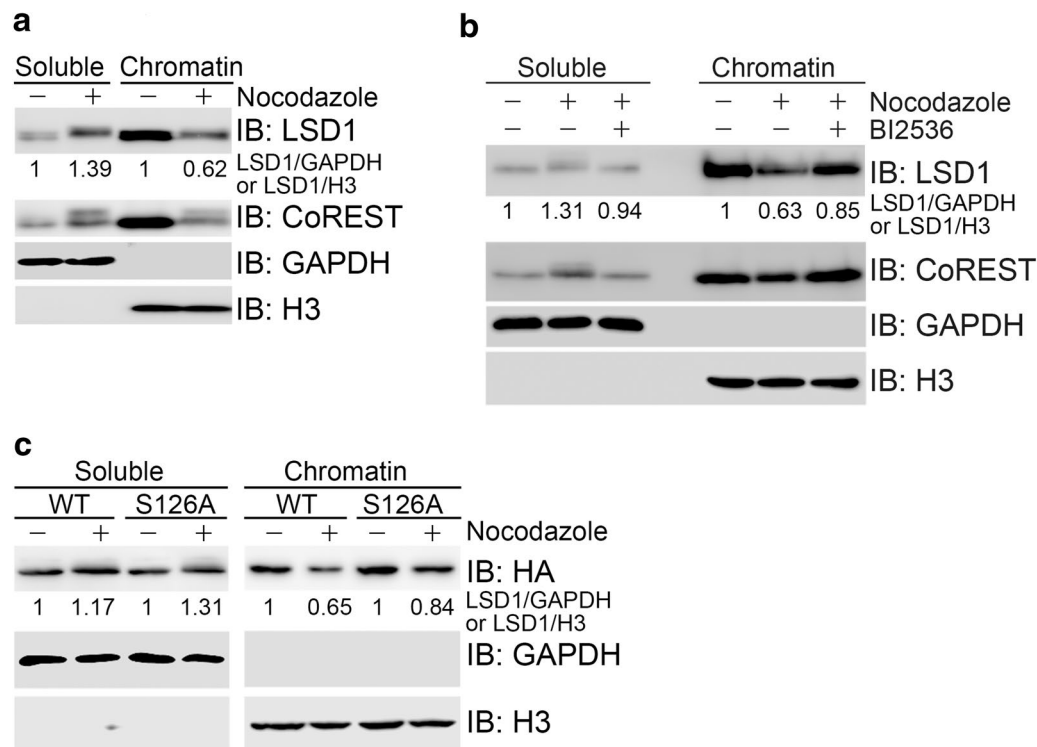 a
Soluble Chromatin
− + − + Nocodazole
IB: LSD1
1 1.39 1 0.62 LSD1/GAPDH
or LSD1/H3
IB: CoREST
IB: GAPDH
IB: H3
b
Soluble Chromatin
− + + − + + Nocodazole
− − + − − + BI2536
IB: LSD1
1 1.31 0.94 1 0.63 0.85 LSD1/GAPDH
or LSD1/H3
IB: CoREST
IB: GAPDH
IB: H3
c
Soluble Chromatin
WT S126A WT S126A
− + − + − + − + Nocodazole
IB: HA
1 1.17 1 1.31 1 0.65 1 0.84 LSD1/GAPDH
or LSD1/H3
IB: GAPDH
IB: H3